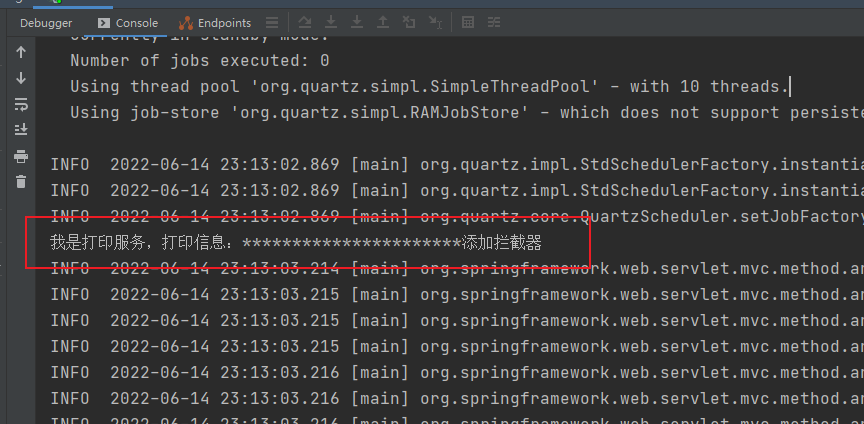 Debugger Console Endpoints
Currently in standby mode.
Number of jobs executed: 0
Using thread pool 'org.quartz.simpl.SimpleThreadPool' - with 10 threads.
Using job-store 'org.quartz.simpl.RAMJobStore' - which does not support persiste
INFO 2022-06-14 23:13:02.869 [main] org.quartz.impl.StdSchedulerFactory.instantia
INFO 2022-06-14 23:13:02.869 [main] org.quartz.impl.StdSchedulerFactory.instantia
INFO 2022-06-14 23:13:02.869 [main] org.quartz.core.QuartzScheduler.setJobFactory
我是打印服务，打印信息：**********************添加拦截器
INFO 2022-06-14 23:13:03.214 [main] org.springframework.web.servlet.mvc.method.an
INFO 2022-06-14 23:13:03.215 [main] org.springframework.web.servlet.mvc.method.an
INFO 2022-06-14 23:13:03.215 [main] org.springframework.web.servlet.mvc.method.an
INFO 2022-06-14 23:13:03.215 [main] org.springframework.web.servlet.mvc.method.an
INFO 2022-06-14 23:13:03.216 [main] org.springframework.web.servlet.mvc.method.an
INFO 2022-06-14 23:13:03.216 [main] org.springframework.web.servlet.mvc.method.an
INFO 2022-06-14 23:13:03.216 [main] org.springframework.web.servlet.mvc.method.an